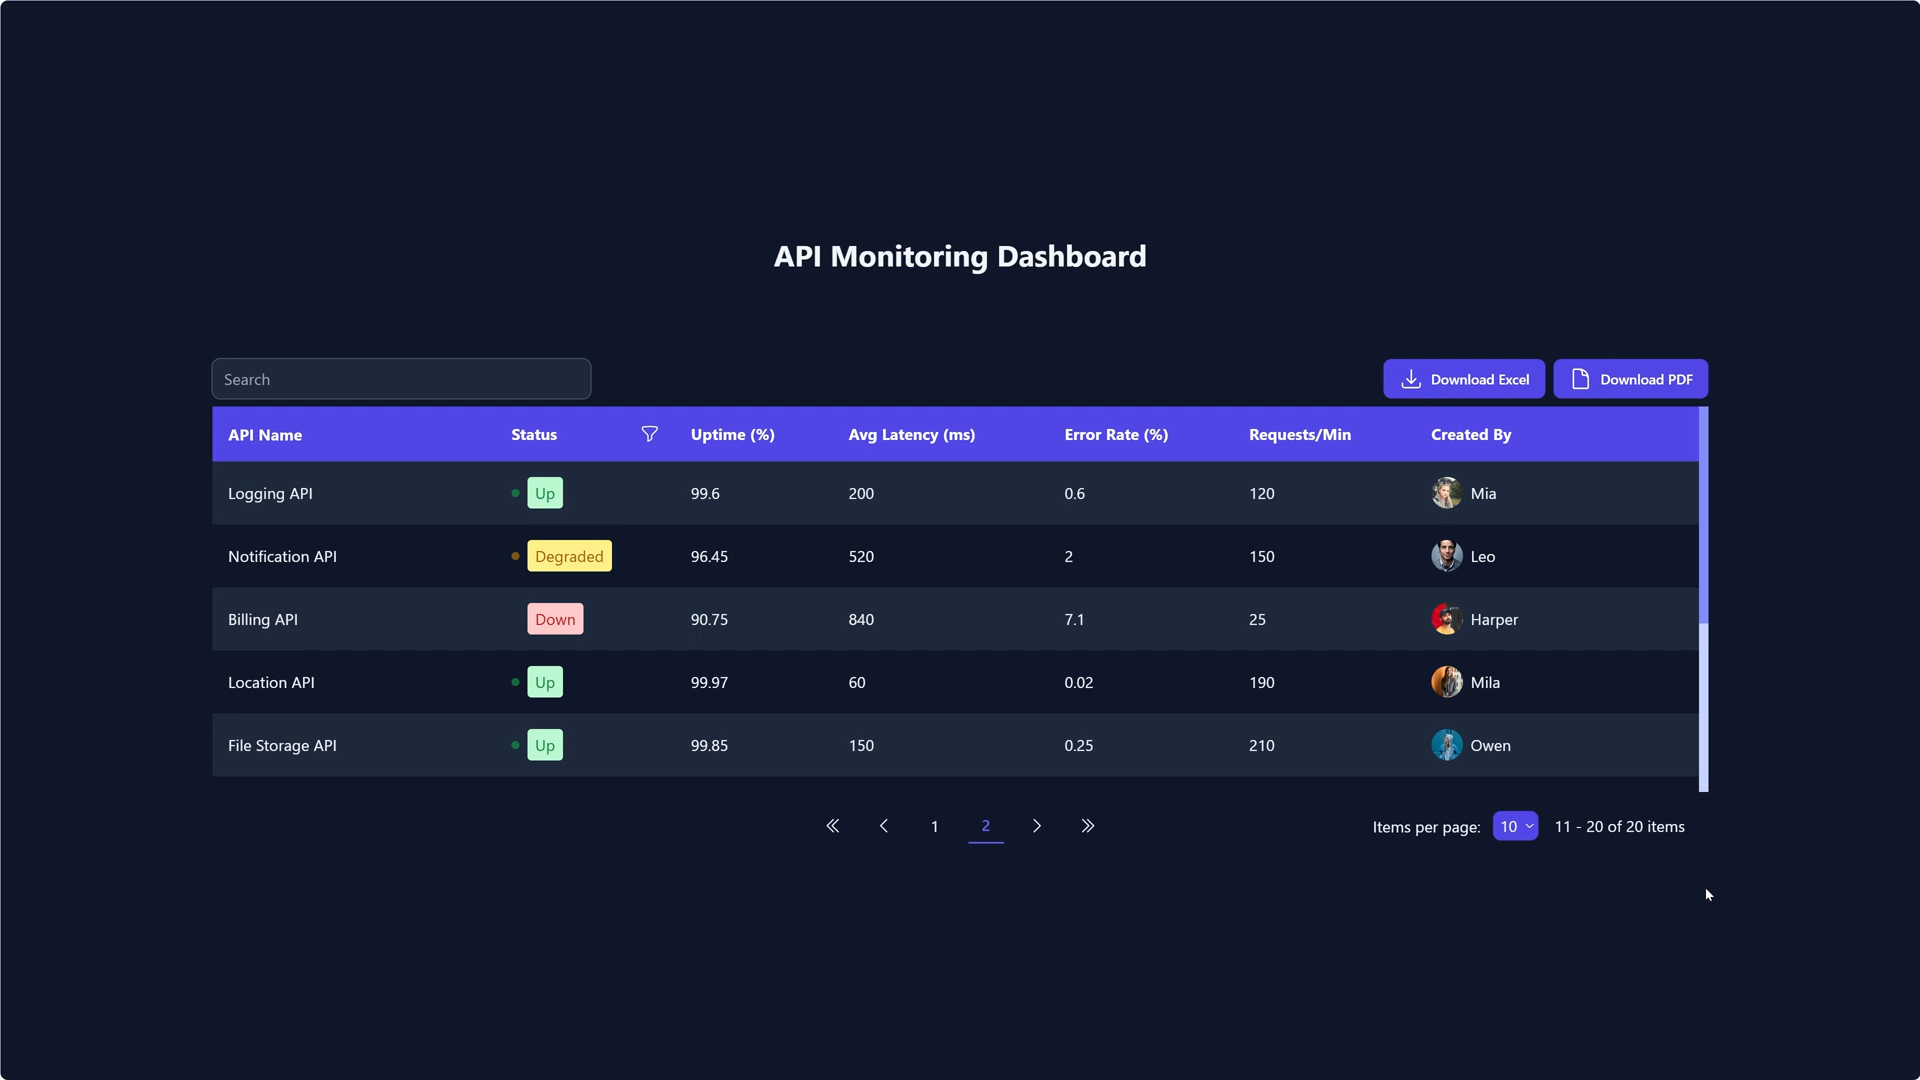 API Monitoring Dashboard
Search
Download Excel
Download PDF
API Name Status Uptime (%) Avg Latency (ms) Error Rate (%) Requests/Min Created By
Logging API Up 99.6 200 0.6 120 Mia
Notification API Degraded 96.45 520 2 150 Leo
Billing API Down 90.75 840 7.1 25 Harper
Location API Up 99.97 60 0.02 190 Mila
File Storage API Up 99.85 150 0.25 210 Owen
1 2 Items per page: 10 11 - 20 of 20 items